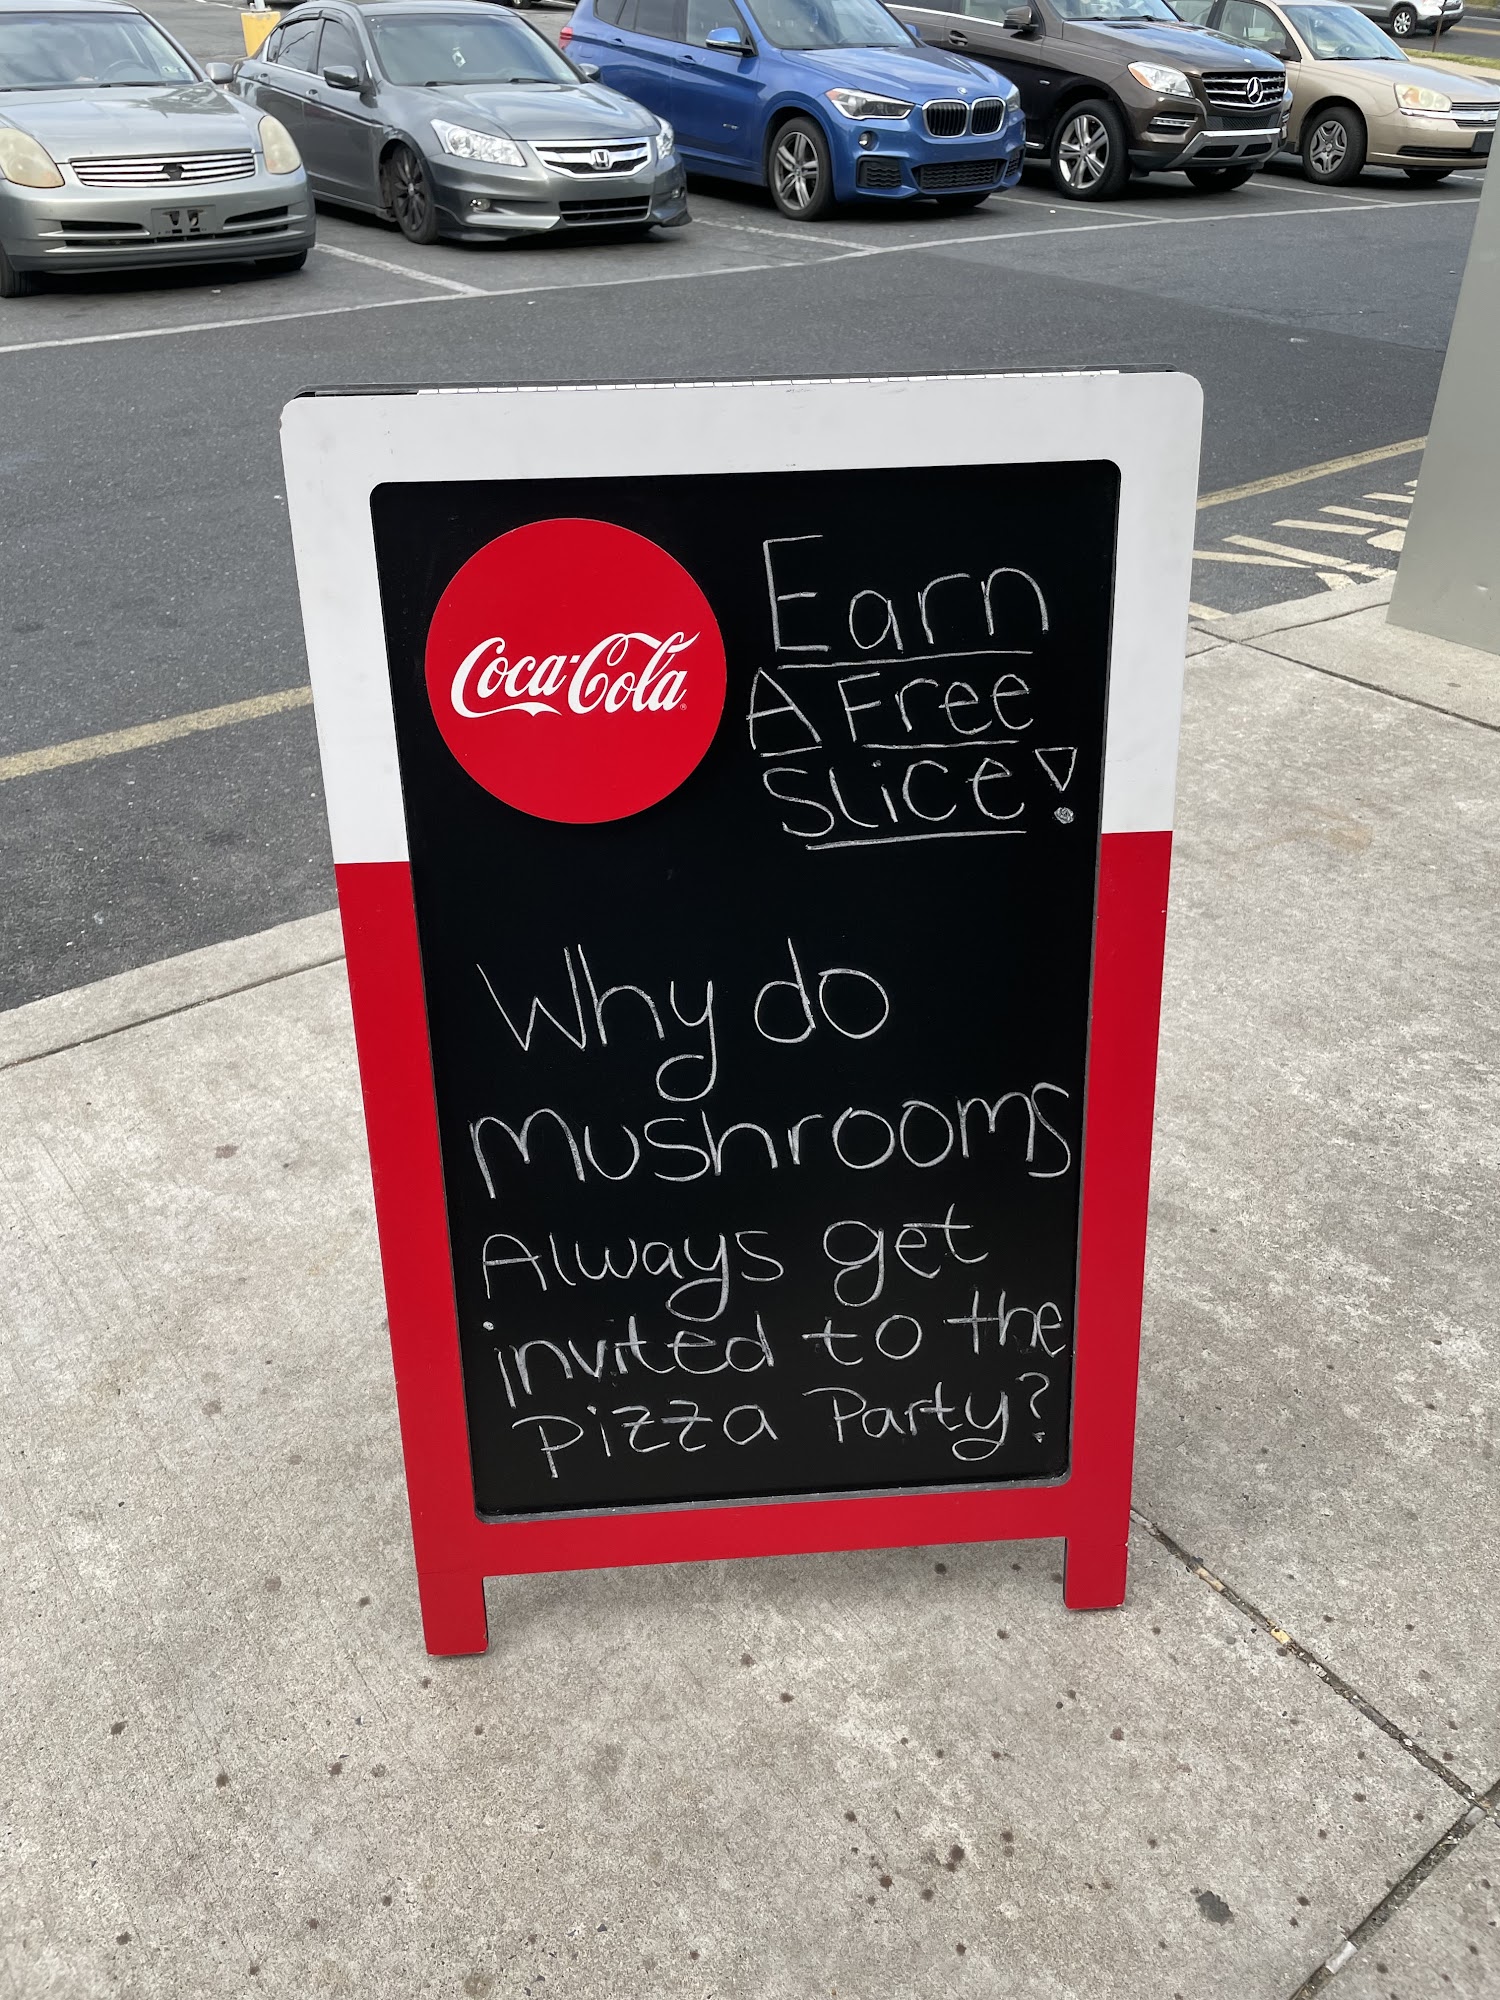 Coca-Cola
Earn
A Free
Slice!
Why do
Mushrooms
Always get
invited to the
Pizza Party?